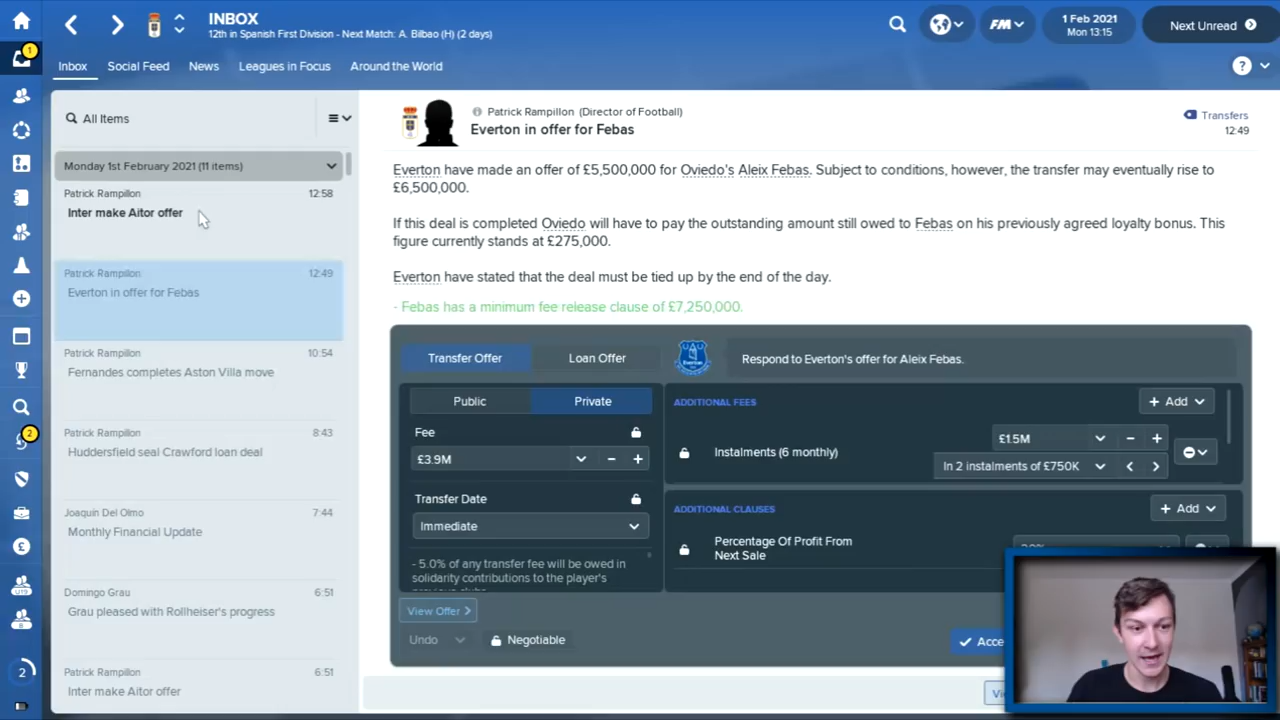 INBOX
12th in Spanish First Division - Next Match: A. Bilbao (H) (2 days)
FM
1 Feb 2021
Mon 13:15
Next Unread
1
Inbox
Social Feed
News
Leagues in Focus
Around the World
?
All Items
Monday 1st February 2021 (11 items)
Patrick Rampillon 12:58
Inter make Aitor offer
Patrick Rampillon 12:49
Everton in offer for Febas
Patrick Rampillon 10:54
Fernandes completes Aston Villa move
Patrick Rampillon 8:43
Huddersfield seal Crawford loan deal
Joaquín Del Olmo 7:44
Monthly Financial Update
Domingo Grau 6:51
Grau pleased with Rollheiser's progress
Patrick Rampillon 6:51
Inter make Aitor offer
2
£
U19
B
2
Patrick Rampillon (Director of Football)
Everton in offer for Febas
Transfers
12:49
Everton have made an offer of £5,500,000 for Oviedo's Aleix Febas. Subject to conditions, however, the transfer may eventually rise to
£6,500,000.
If this deal is completed Oviedo will have to pay the outstanding amount still owed to Febas on his previously agreed loyalty bonus. This
figure currently stands at £275,000.
Everton have stated that the deal must be tied up by the end of the day.
- Febas has a minimum fee release clause of £7,250,000.
Transfer Offer
Loan Offer
Everton
Respond to Everton's offer for Aleix Febas.
Public
Private
Fee
£3.9M
Transfer Date
Immediate
- 5.0% of any transfer fee will be owed in
solidarity contributions to the player's
ADDITIONAL FEES
+ Add
Instalments (6 monthly)
£1.5M
In 2 instalments of £750K
ADDITIONAL CLAUSES
+ Add
Percentage Of Profit From
Next Sale
View Offer
Undo
Negotiable
Acce
Vi